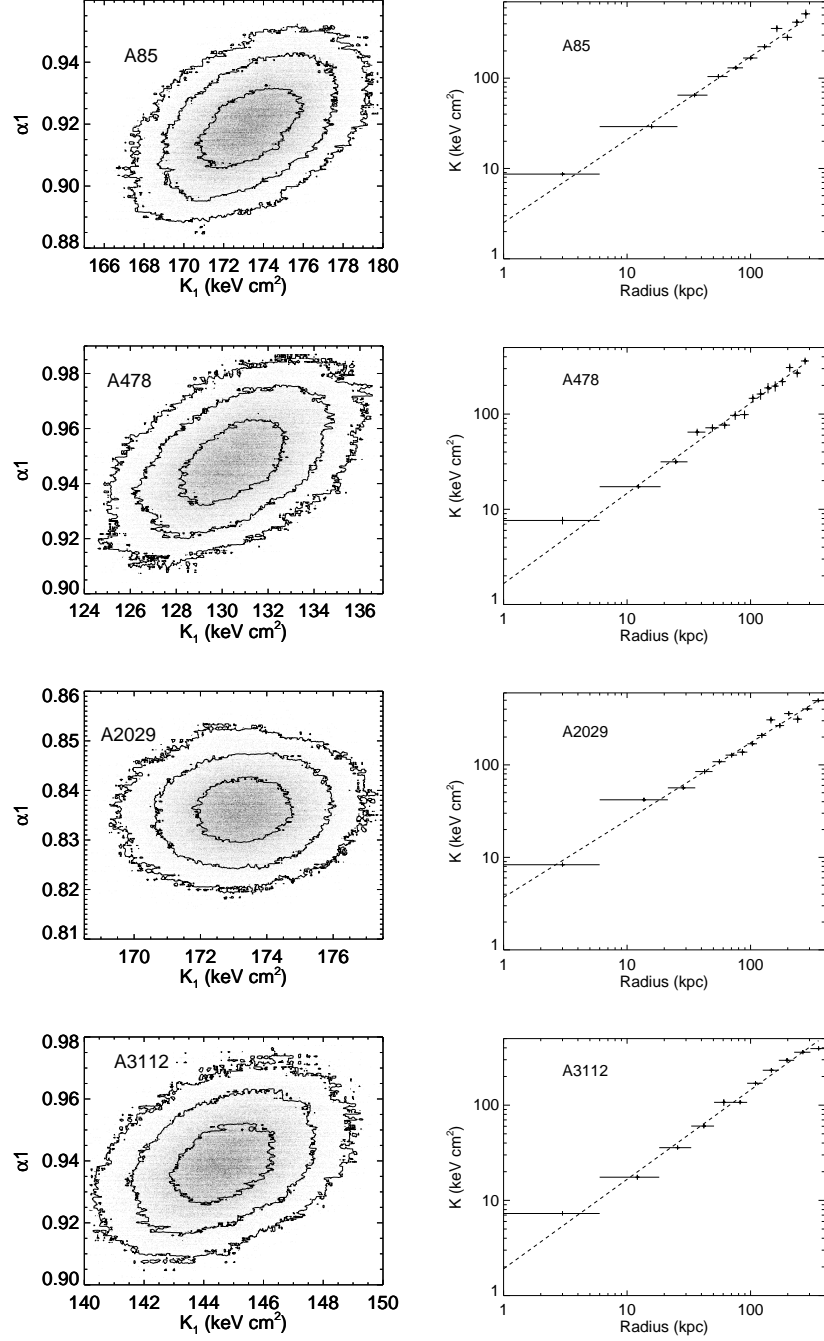 A85
α1
0.94
0.92
0.90
0.88
166 168 170 172 174 176 178 180
K₁ (keV cm²)
A85
K (keV cm²)
100
10
1
1 10 100
Radius (kpc)
A478
α1
0.98
0.96
0.94
0.92
0.90
124 126 128 130 132 134 136
K₁ (keV cm²)
A478
K (keV cm²)
100
10
1
1 10 100
Radius (kpc)
A2029
α1
0.86
0.85
0.84
0.83
0.82
0.81
170 172 174 176
K₁ (keV cm²)
A2029
K (keV cm²)
100
10
1
1 10 100
Radius (kpc)
A3112
α1
0.98
0.96
0.94
0.92
0.90
140 142 144 146 148 150
K₁ (keV cm²)
A3112
K (keV cm²)
100
10
1
1 10 100
Radius (kpc)